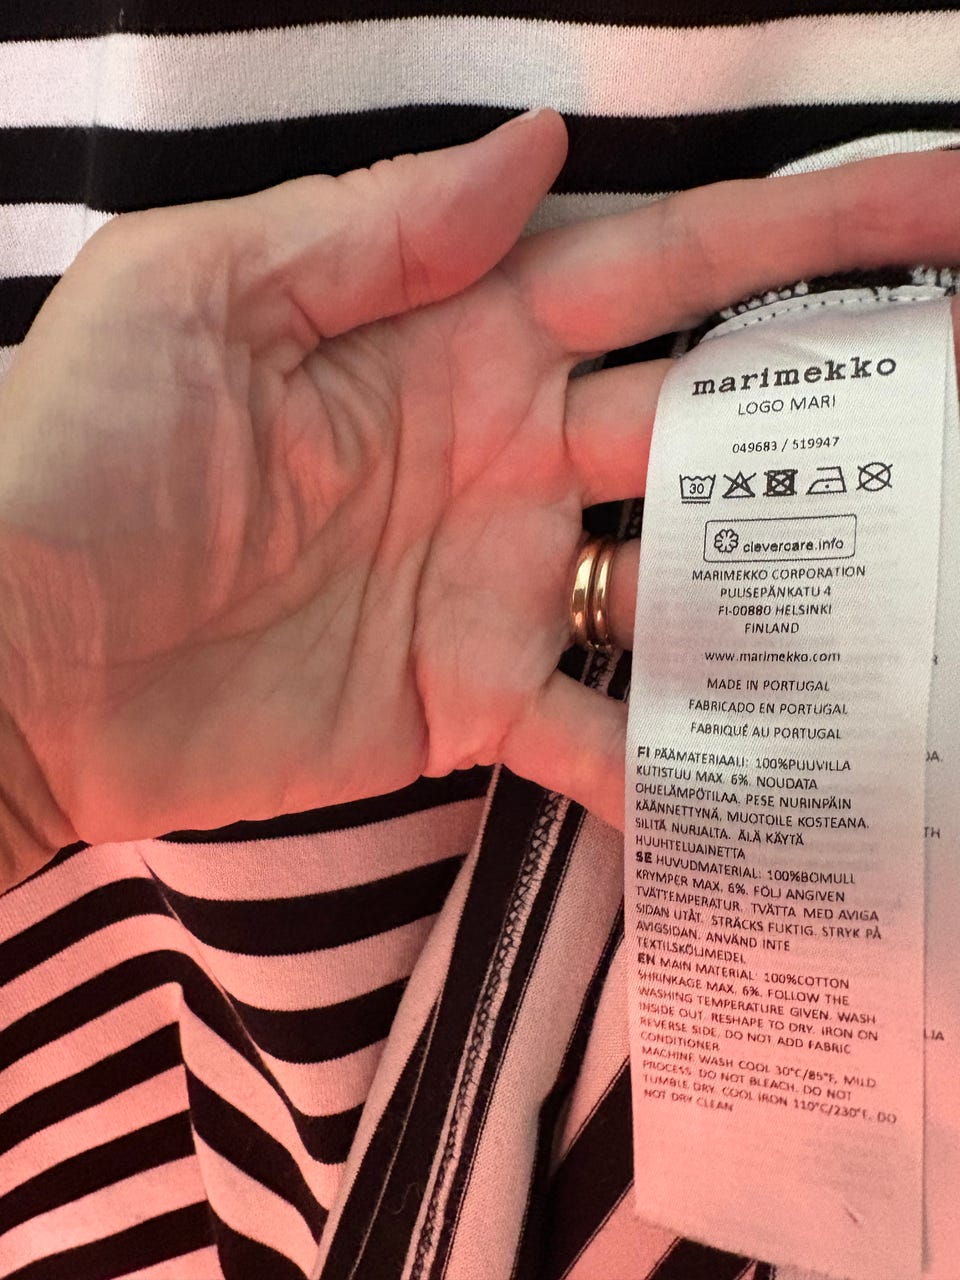 marimekko
LOGO MARI
049683 / 519947
30
clevercare.info
MARIMEKKO CORPORATION
PUUSEPÄNKATU 4
FI-00880 HELSINKI
FINLAND
www.marimekko.com
MADE IN PORTUGAL
FABRICADO EN PORTUGAL
FABRIQUÉ AU PORTUGAL
FI PÄÄMATERIAALI: 100%PUUVILLA
KUTISTUU MAX. 6%. NOUDATA
OHJELÄMPÖTILAA. PESE NURINPÄIN
KÄÄNNETTYNÄ. MUOTOILE KOSTEANA.
SILITÄ NURJALTA. ÄLÄ KÄYTÄ
HUUHTELUAINETTA
SE HUVUDMATERIAL: 100%BOMULL
KRYMPER MAX. 6%. FÖLJ ANGIVEN
TVÄTTEMPERATUR. TVÄTTA MED AVIGA
SIDAN UTÅT. STRÄCKS FUKTIG. STRYK PÅ
AVIGSIDAN. ANVÄND INTE
TEXTILSKÖLJMEDEL
EN MAIN MATERIAL: 100%COTTON
SHRINKAGE MAX. 6%. FOLLOW THE
WASHING TEMPERATURE GIVEN. WASH
INSIDE OUT. RESHAPE TO DRY. IRON ON
REVERSE SIDE. DO NOT ADD FABRIC
CONDITIONER
MACHINE WASH COOL 30°C/85°F, MILD
PROCESS. DO NOT BLEACH. DO NOT
TUMBLE DRY. COOL IRON 110°C/230°F. DO
NOT DRY CLEAN